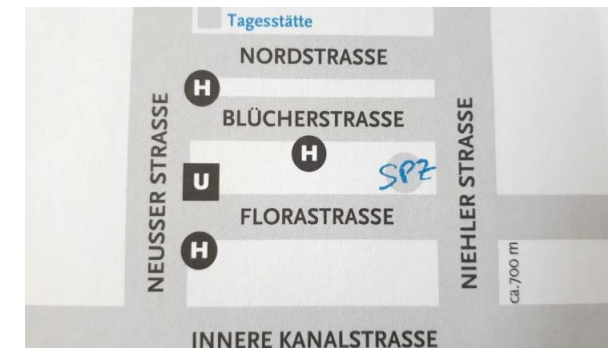 Tagesstätte
NORDSTRASSE
H
BLÜCHERSTRASSE
H
SPZ
U
FLORASTRASSE
H
NEUSSER STRASSE
NIEHLER STRASSE
ca.700 m
INNERE KANALSTRASSE